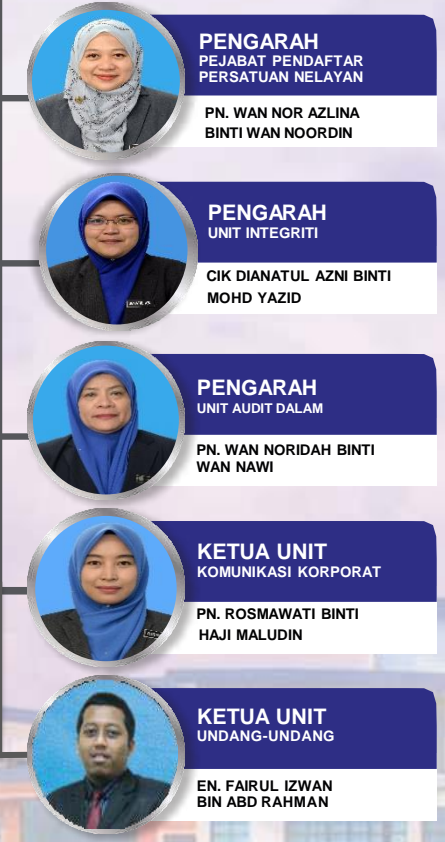 PENGARAH
PEJABAT PENDAFTAR
PERSATUAN NELAYAN
PN. WAN NOR AZLINA
BINTI WAN NOORDIN
PENGARAH
UNIT INTEGRITI
CIK DIANATUL AZNI BINTI
MOHD YAZID
PENGARAH
UNIT AUDIT DALAM
PN. WAN NORIDAH BINTI
WAN NAWI
KETUA UNIT
KOMUNIKASI KORPORAT
PN. ROSMAWATI BINTI
HAJI MALUDIN
KETUA UNIT
UNDANG-UNDANG
EN. FAIRUL IZWAN
BIN ABD RAHMAN